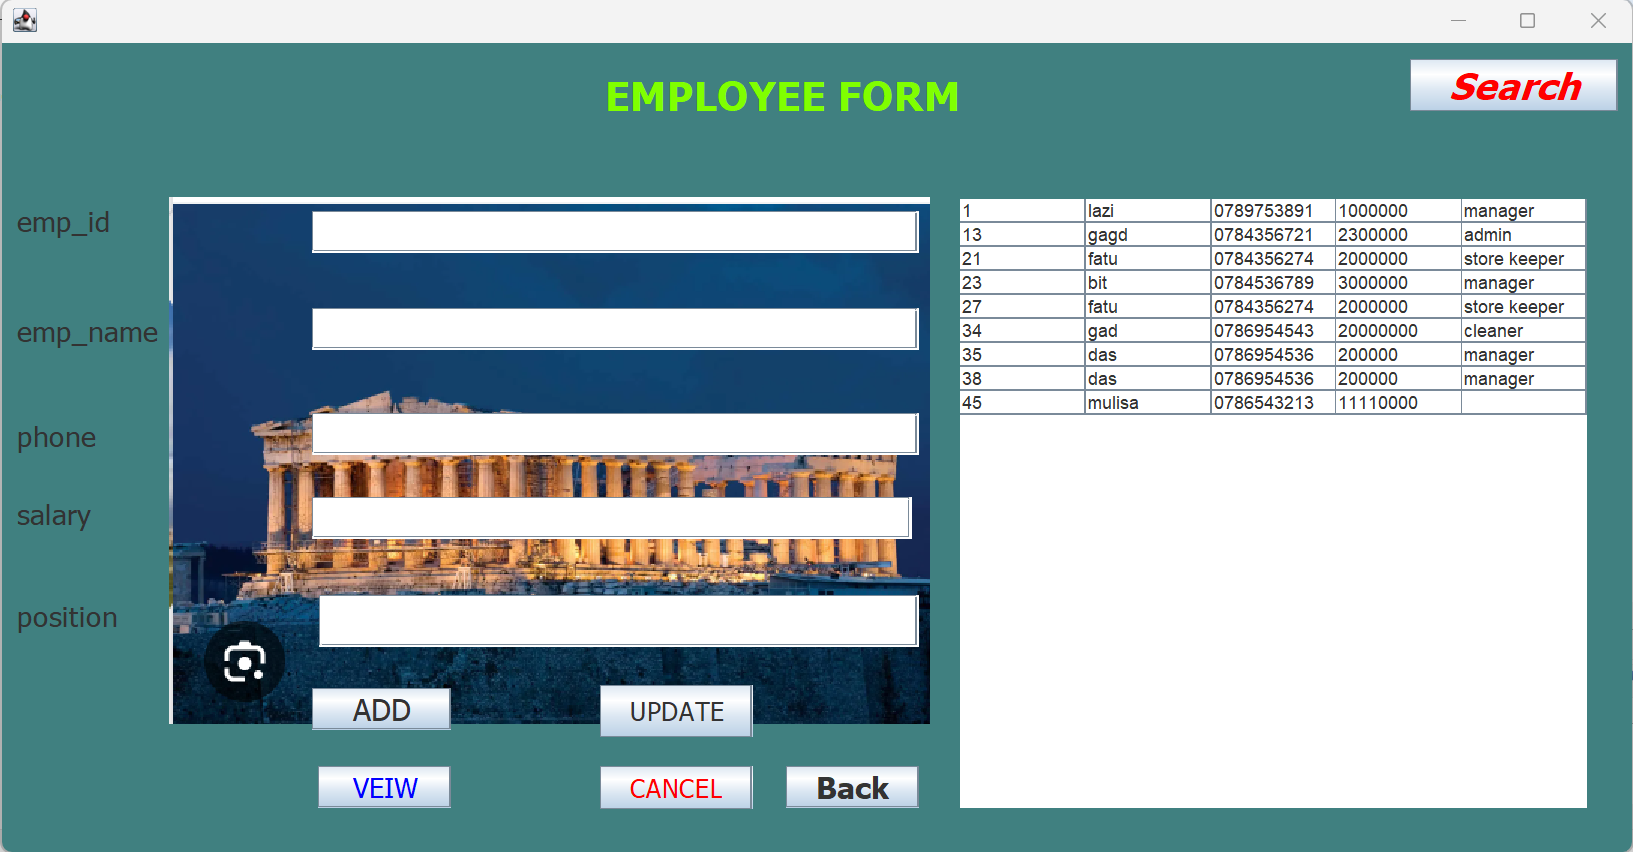 EMPLOYEE FORM
Search
emp_id
emp_name
phone
salary
position
ADD
UPDATE
VEIW
CANCEL
Back
1 lazi 0789753891 1000000 manager
13 gagd 0784356721 2300000 admin
21 fatu 0784356274 2000000 store keeper
23 bit 0784536789 3000000 manager
27 fatu 0784356274 2000000 store keeper
34 gad 0786954543 20000000 cleaner
35 das 0786954536 200000 manager
38 das 0786954536 200000 manager
45 mulisa 0786543213 11110000